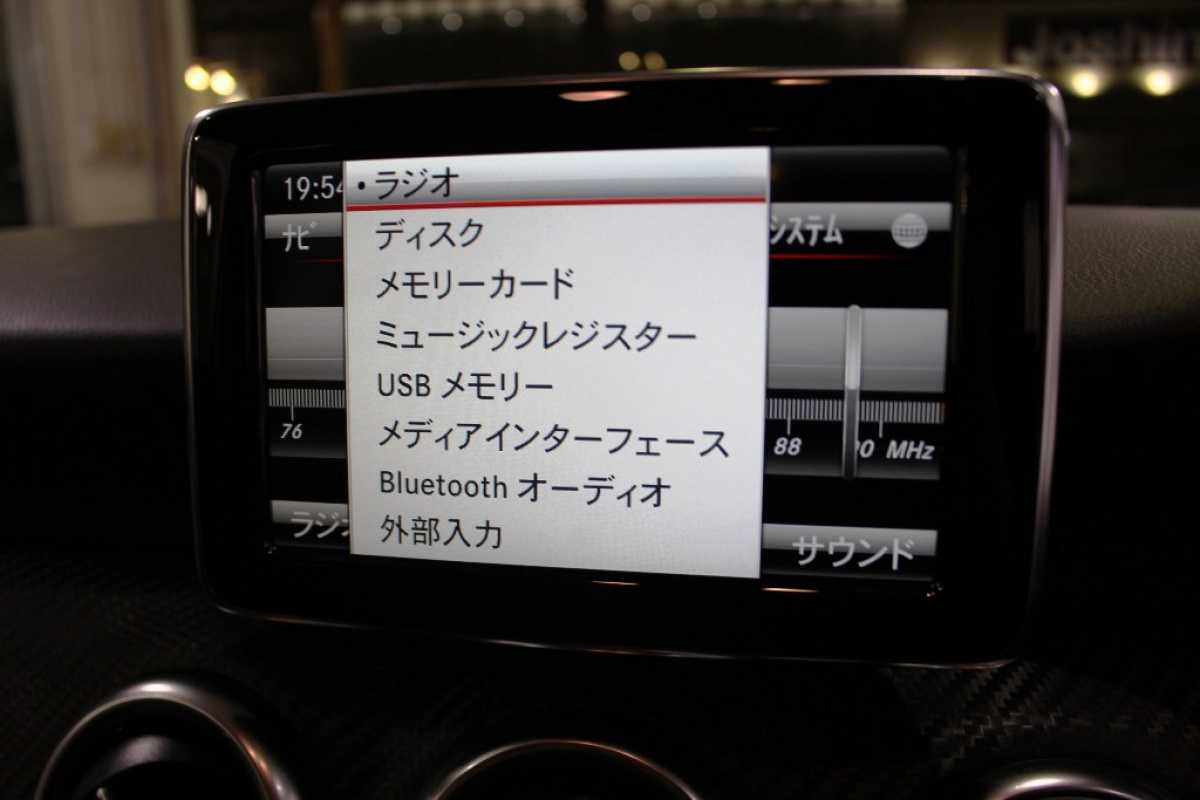 19:54
ナビ
システム
・ラジオ
ディスク
メモリーカード
ミュージックレジスター
USB メモリー
メディアインターフェース
Bluetooth オーディオ
外部入力
76
88
MHz
サウンド